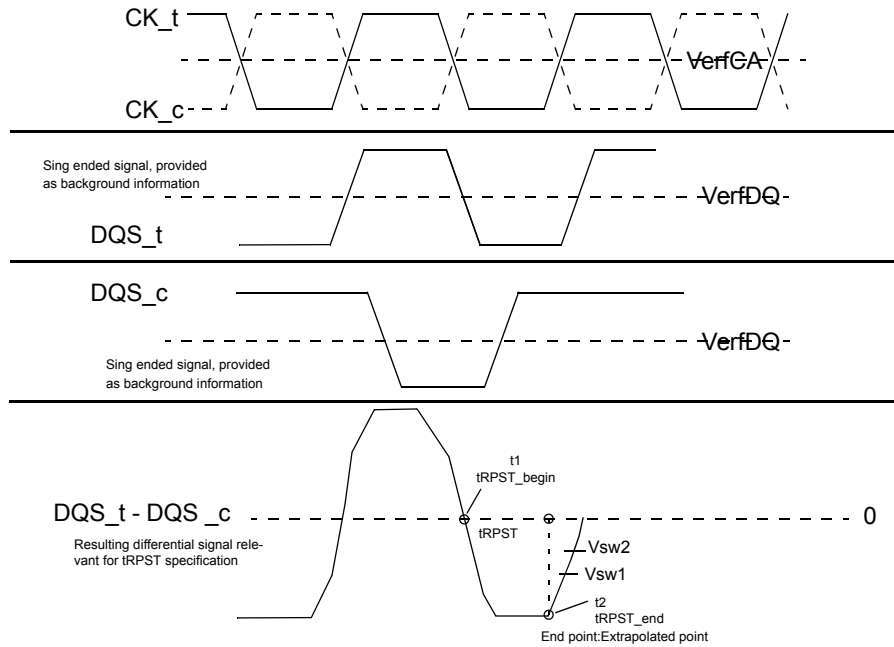 CK_t
VerfCA
CK_c
Sing ended signal, provided
as background information
VerfDQ
DQS_t
DQS_c
VerfDQ
Sing ended signal, provided
as background information
t1
tRPST_begin
DQS_t - DQS _c
0
tRPST
Resulting differential signal rele-
vant for tRPST specification
Vsw2
Vsw1
t2
tRPST_end
End point:Extrapolated point